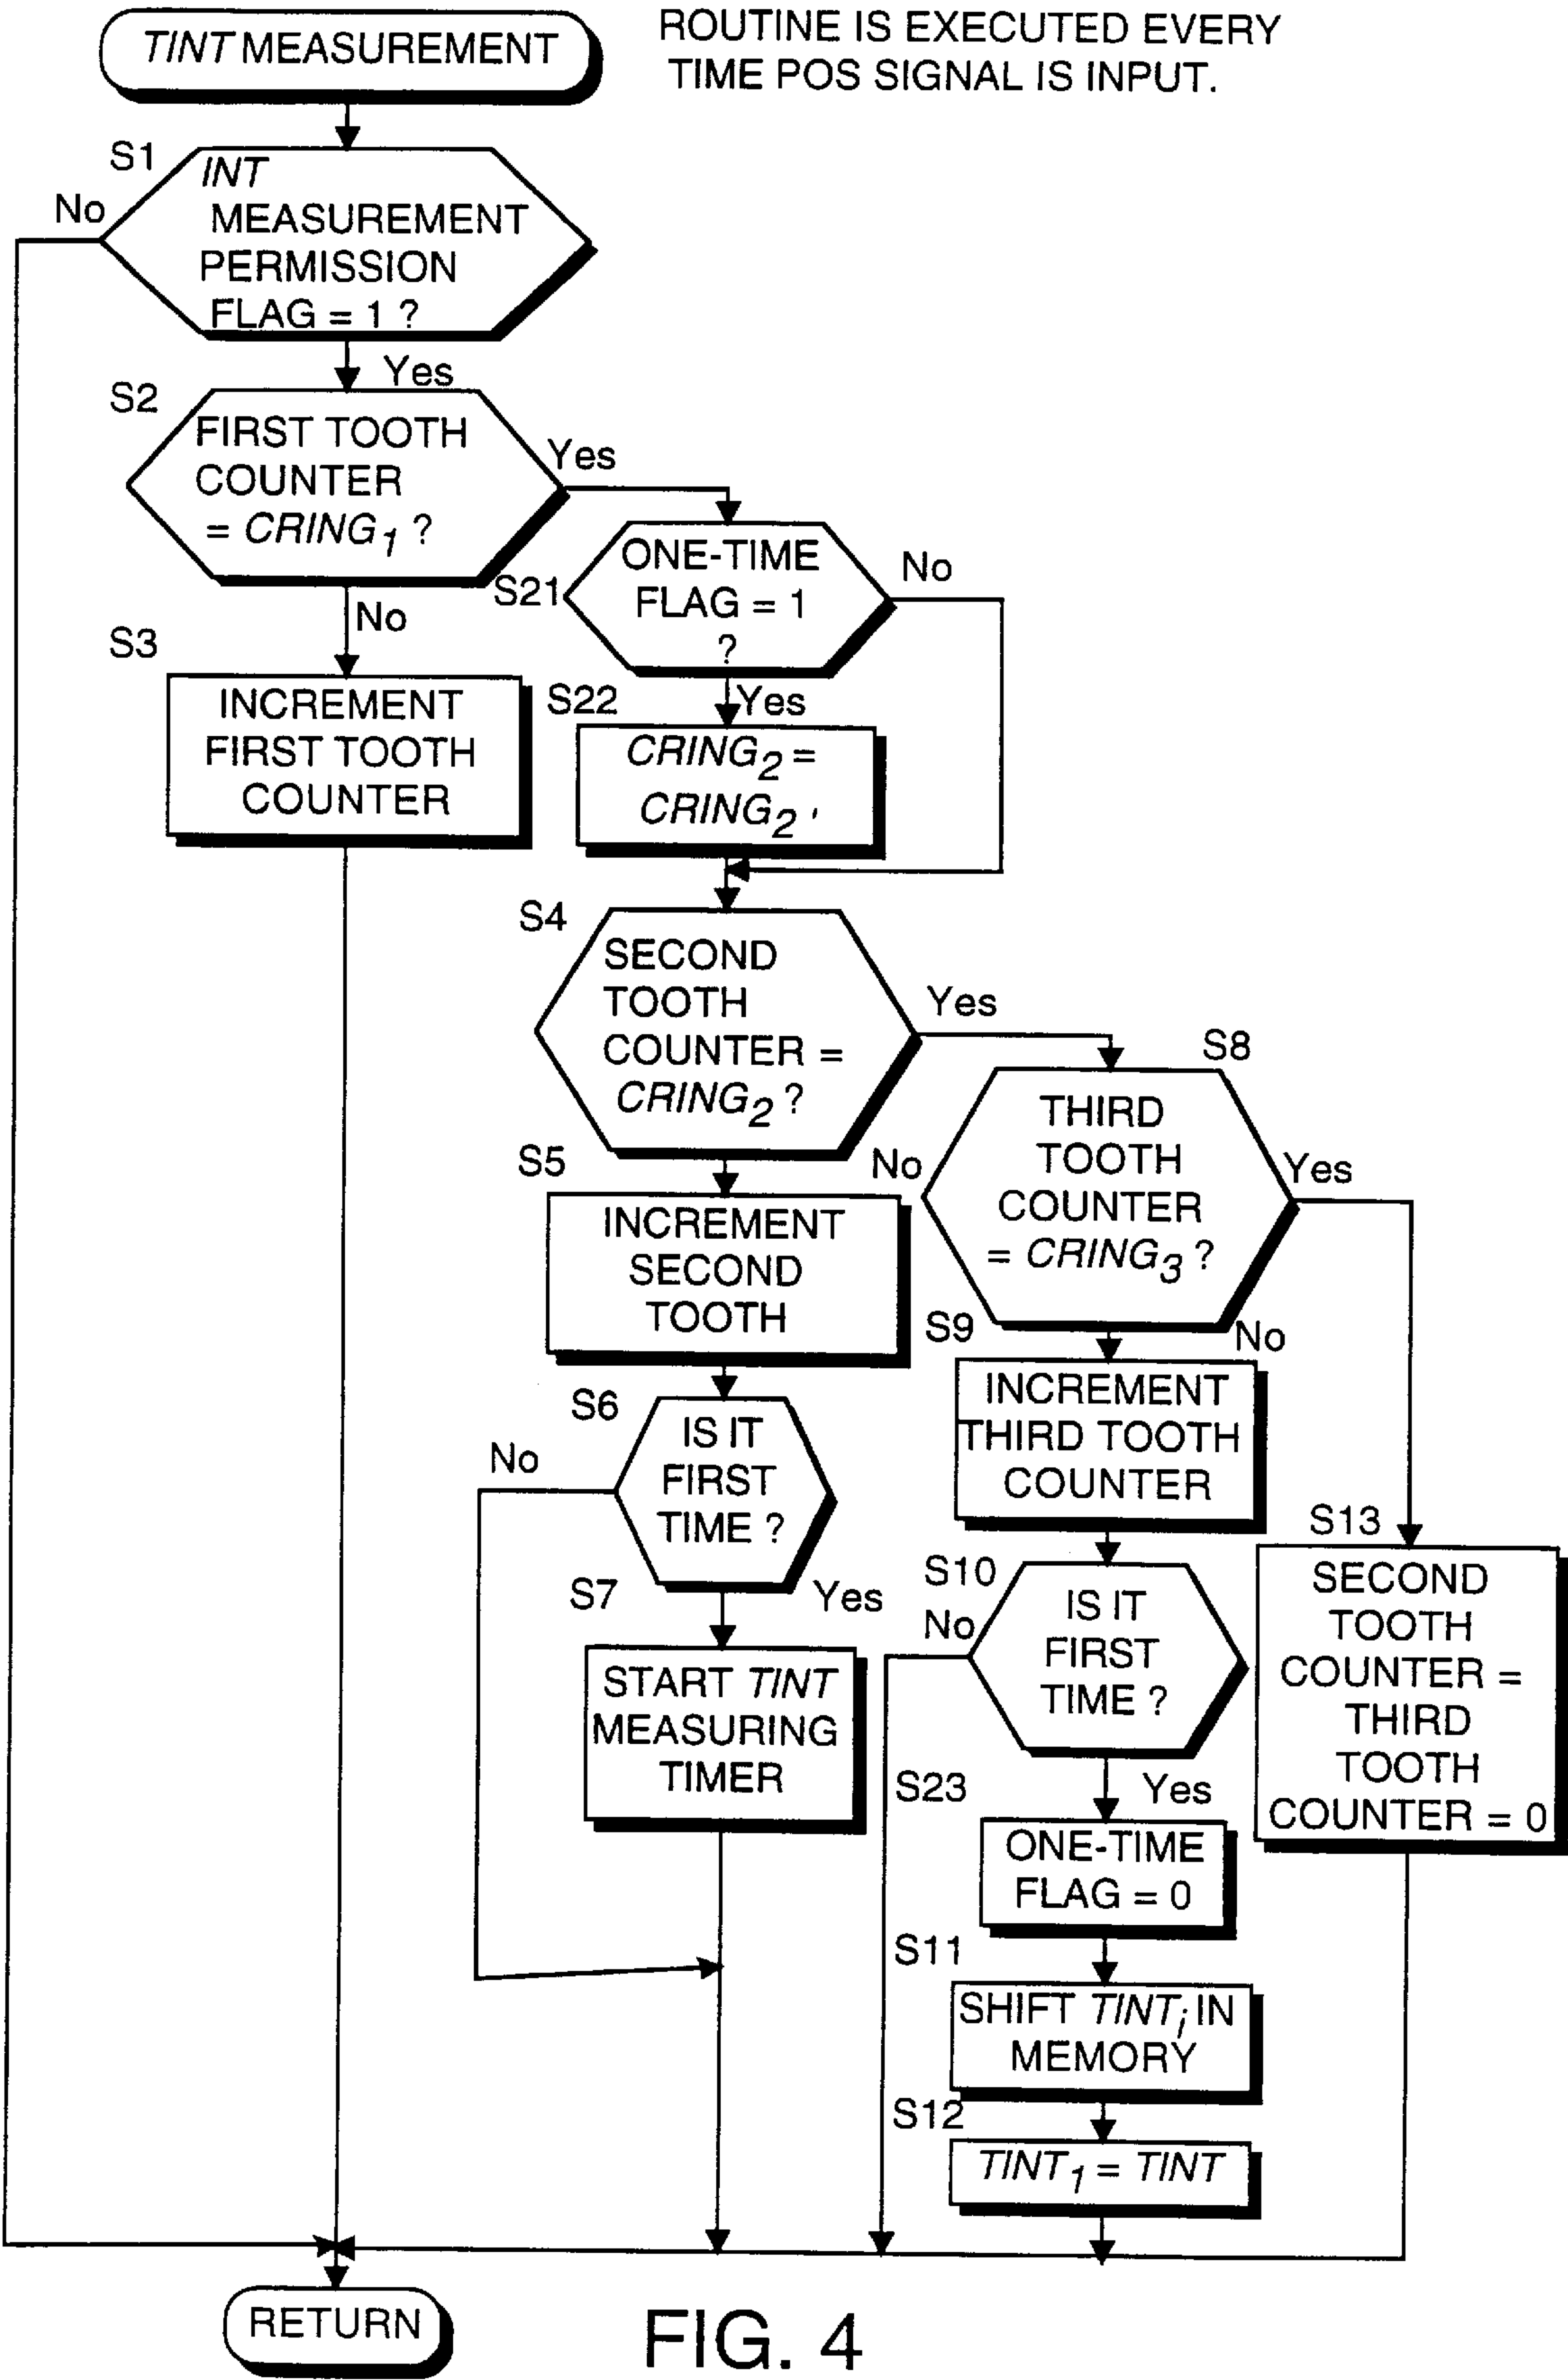 TINT MEASUREMENT
ROUTINE IS EXECUTED EVERY
TIME POS SIGNAL IS INPUT.
S1
INT
MEASUREMENT
PERMISSION
FLAG = 1 ?
No
Yes
S2
FIRST TOOTH
COUNTER
= CRING1 ?
Yes
No
S21
ONE-TIME
FLAG = 1
?
No
Yes
S3
INCREMENT
FIRST TOOTH
COUNTER
S22
CRING2 =
CRING2'
S4
SECOND
TOOTH
COUNTER =
CRING2 ?
Yes
No
S8
THIRD
TOOTH
COUNTER
= CRING3 ?
Yes
No
S5
INCREMENT
SECOND
TOOTH
S9
INCREMENT
THIRD TOOTH
COUNTER
S6
IS IT
FIRST
TIME ?
No
Yes
S10
IS IT
FIRST
TIME ?
No
Yes
S13
SECOND
TOOTH
COUNTER =
THIRD
TOOTH
COUNTER = 0
S7
START TINT
MEASURING
TIMER
S23
ONE-TIME
FLAG = 0
S11
SHIFT TINTi IN
MEMORY
S12
TINT1 = TINT
RETURN
FIG. 4